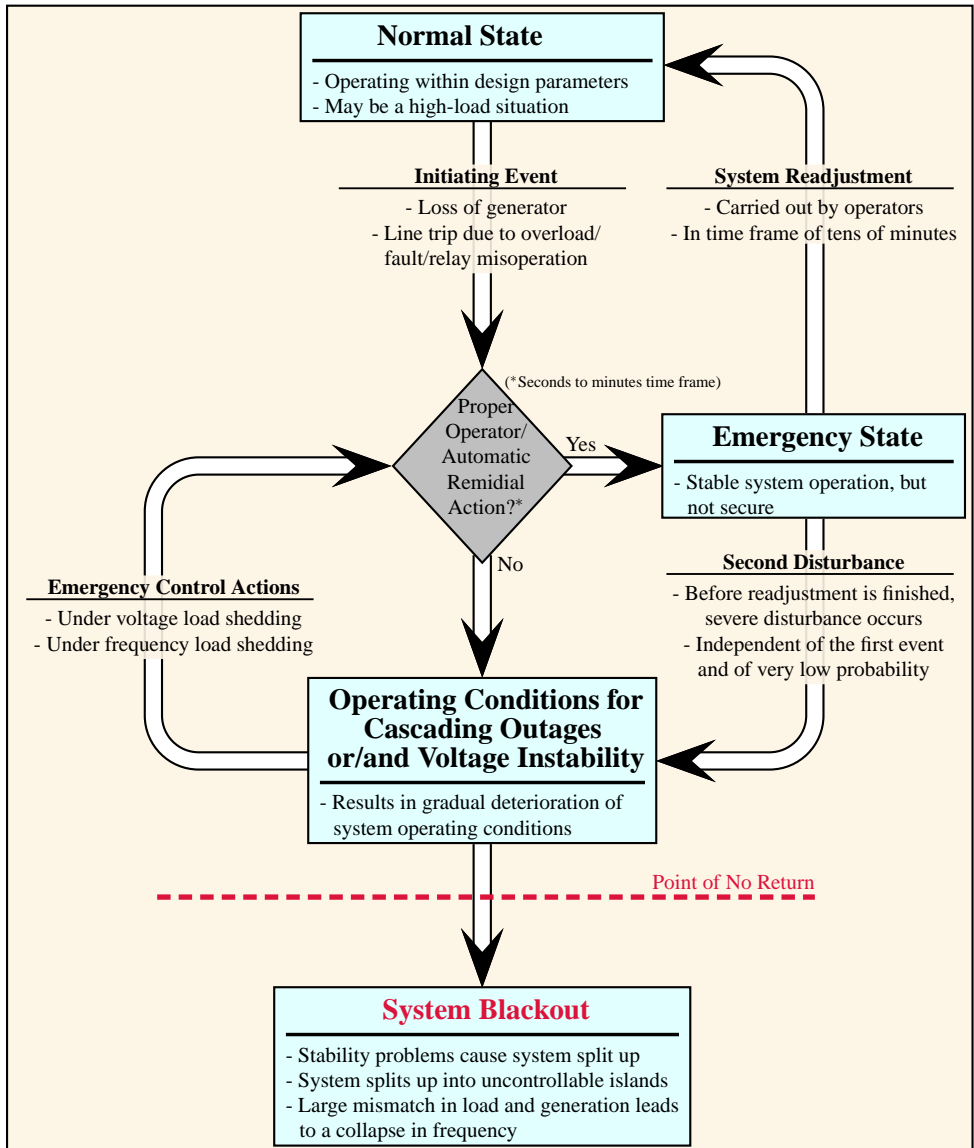 Normal State
- Operating within design parameters
- May be a high-load situation
Initiating Event
- Loss of generator
- Line trip due to overload/
fault/relay misoperation
System Readjustment
- Carried out by operators
- In time frame of tens of minutes
(*Seconds to minutes time frame)
Proper
Operator/
Automatic
Remidial
Action?*
Yes
No
Emergency State
- Stable system operation, but
not secure
Emergency Control Actions
- Under voltage load shedding
- Under frequency load shedding
Second Disturbance
- Before readjustment is finished,
severe disturbance occurs
- Independent of the first event
and of very low probability
Operating Conditions for
Cascading Outages
or/and Voltage Instability
- Results in gradual deterioration of
system operating conditions
Point of No Return
System Blackout
- Stability problems cause system split up
- System splits up into uncontrollable islands
- Large mismatch in load and generation leads
to a collapse in frequency